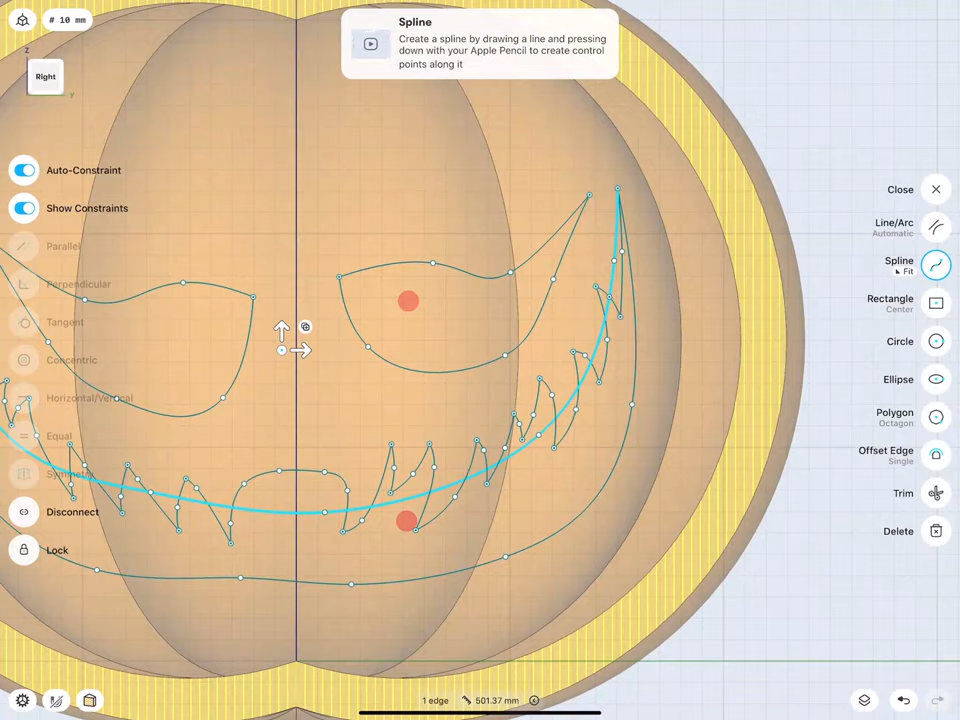 # 10 mm
Spline
Create a spline by drawing a line and pressing
down with your Apple Pencil to create control
points along it
Z
Right
Y
Auto-Constraint
Show Constraints
Parallel
Perpendicular
Tangent
Concentric
Horizontal/Vertical
Equal
Symmetry
Disconnect
Lock
Close
Line/Arc
Automatic
Spline
Fit
Rectangle
Center
Circle
Ellipse
Polygon
Octagon
Offset Edge
Single
Trim
Delete
1 edge
501.37 mm